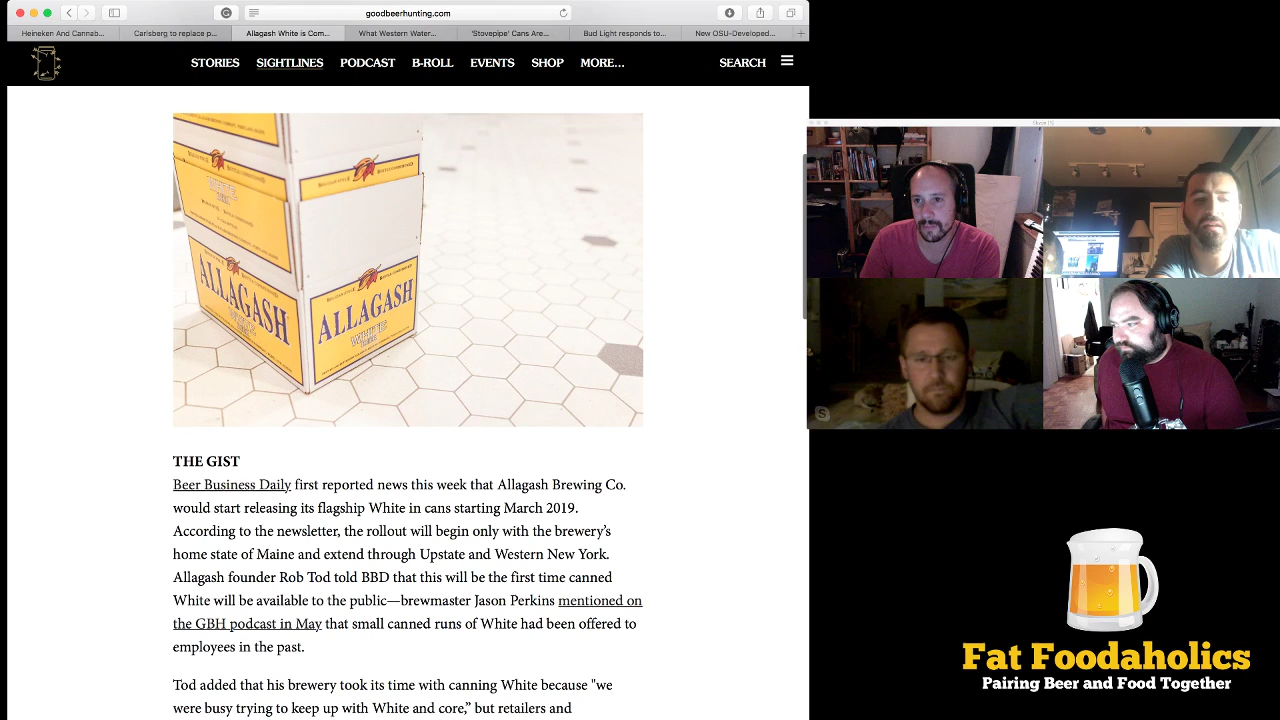 goodbeerhunting.com
Heineken And Cannab...
Carlsberg to replace p...
Allagash White is Com...
What Western Water...
'Stovepipe' Cans Are...
Bud Light responds to...
New OSU-Developed...
STORIES
SIGHTLINES
PODCAST
B-ROLL
EVENTS
SHOP
MORE...
SEARCH
ALLAGASH
WHITE
ALLAGASH
WHITE
THE GIST
Beer Business Daily first reported news this week that Allagash Brewing Co.
would start releasing its flagship White in cans starting March 2019.
According to the newsletter, the rollout will begin only with the brewery's
home state of Maine and extend through Upstate and Western New York.
Allagash founder Rob Tod told BBD that this will be the first time canned
White will be available to the public—brewmaster Jason Perkins mentioned on
the GBH podcast in May that small canned runs of White had been offered to
employees in the past.
Tod added that his brewery took its time with canning White because "we
were busy trying to keep up with White and core," but retailers and
Fat Foodaholics
Pairing Beer and Food Together